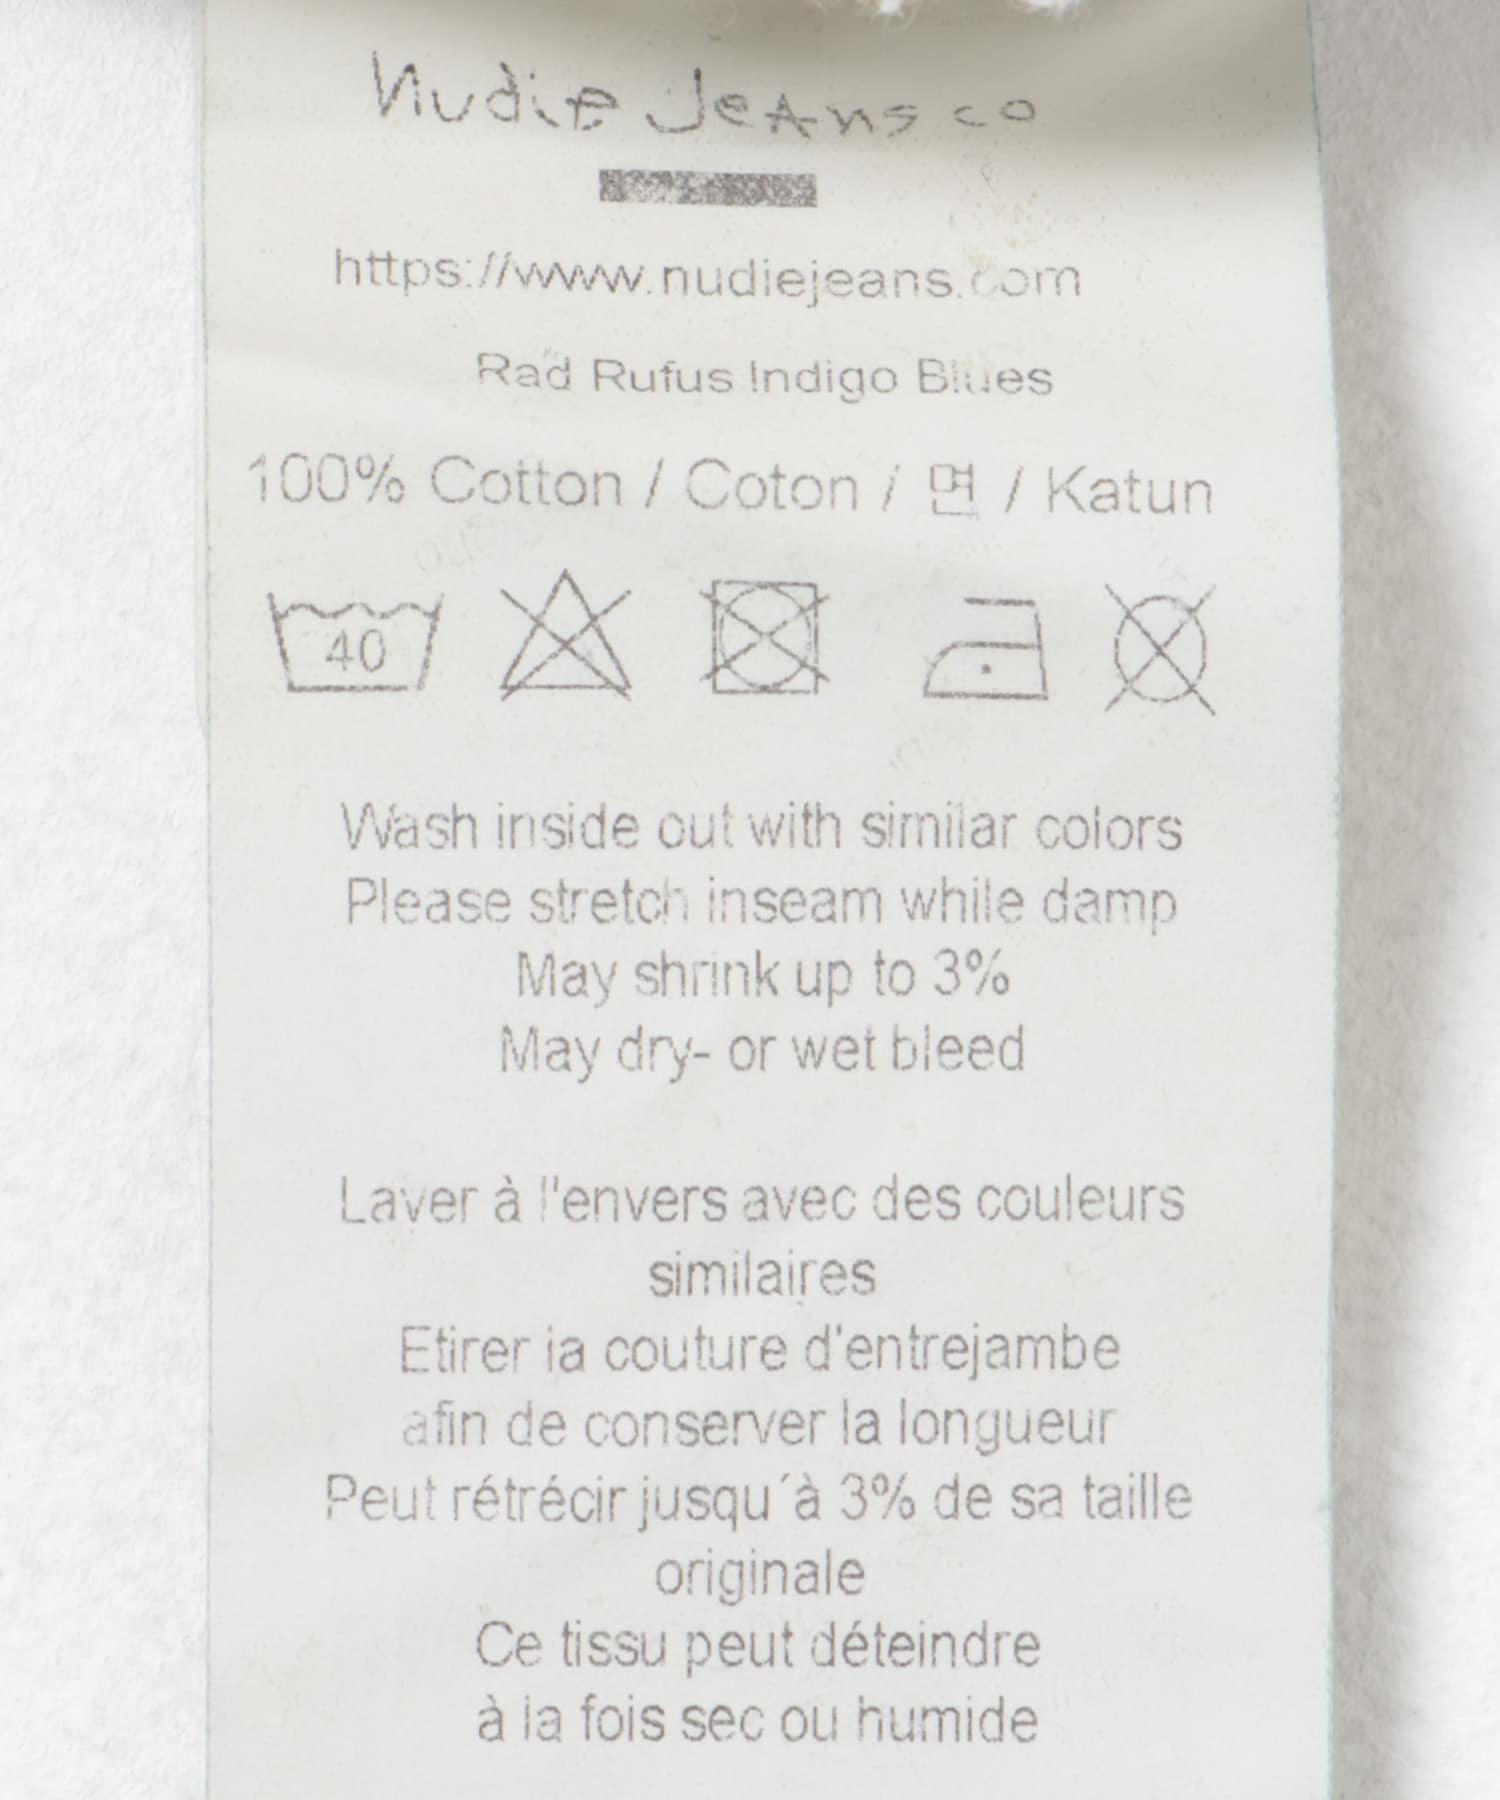 Nudie Jeans co
https://www.nudiejeans.com
Rad Rufus Indigo Blues
100% Cotton / Coton / 면 / Katun
40
Wash inside out with similar colors
Please stretch inseam while damp
May shrink up to 3%
May dry- or wet bleed
Laver à l'envers avec des couleurs
similaires
Etirer la couture d'entrejambe
afin de conserver la longueur
Peut rétrécir jusqu´à 3% de sa taille
originale
Ce tissu peut déteindre
à la fois sec ou humide